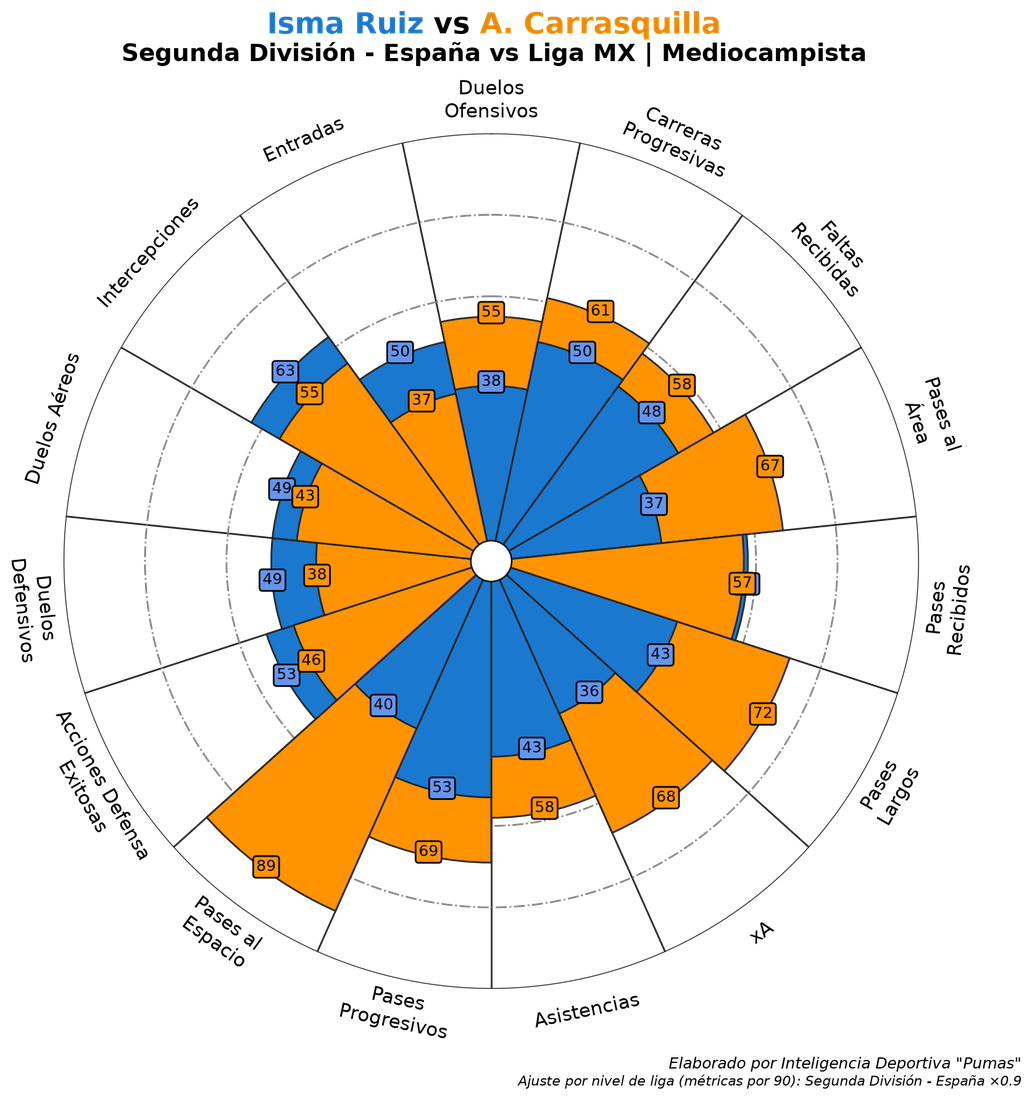 Isma Ruiz vs A. Carrasquilla
Segunda División - España vs Liga MX | Mediocampista
Duelos
Ofensivos
Carreras
Progresivas
Faltas
Recibidas
Pases al
Área
Pases
Recibidos
Pases
Largos
xA
Asistencias
Pases
Progresivos
Pases al
Espacio
Acciones Defensa
Exitosas
Duelos
Defensivos
Duelos Aéreos
Intercepciones
Entradas
55
38
61
50
58
48
67
37
57
72
43
68
36
58
43
69
53
89
40
46
53
38
49
43
49
55
63
37
50
Elaborado por Inteligencia Deportiva "Pumas"
Ajuste por nivel de liga (métricas por 90): Segunda División - España ×0.9